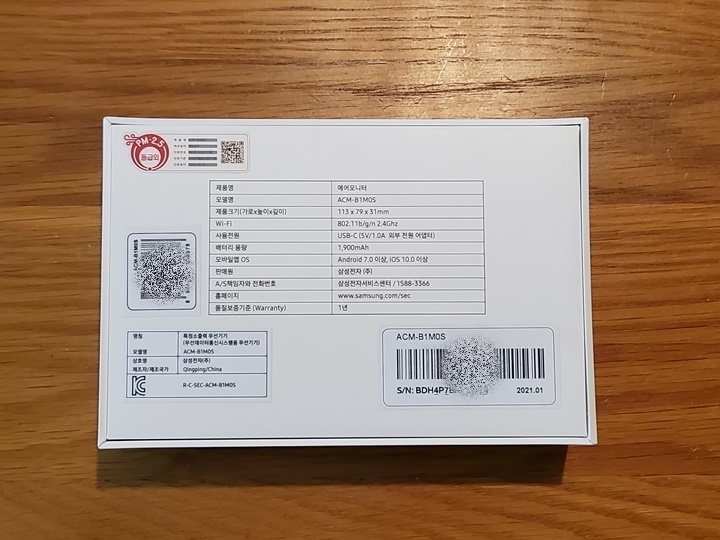 PM-2.5
등급외
제품명 에어모니터
모델명 ACM-B1M0S
제품크기(가로x높이x깊이) 113 x 79 x 31mm
Wi-Fi 802.11b/g/n 2.4Ghz
사용전원 USB-C (5V/1.0A 외부 전원 어댑터)
배터리 용량 1,900mAh
모바일앱 OS Android 7.0 이상, iOS 10.0 이상
판매원 삼성전자 (주)
A/S책임자와 전화번호 삼성전자서비스센터 / 1588-3366
홈페이지 www.samsung.com/sec
품질보증기준 (Warranty) 1년
ACM-B1M0S
명칭 특정소출력 무선기기
(무선데이터통신시스템용 무선기기)
모델명 ACM-B1M0S
상호명 삼성전자(주)
제조자/제조국가 Qingping/China
R-C-SEC-ACM-B1M0S
ACM-B1M0S
S/N: BDH4P7
2021.01